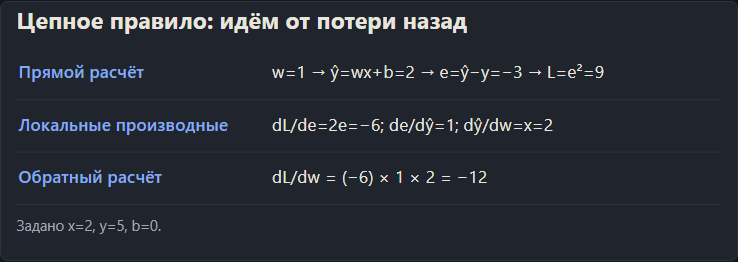 Цепное правило: идём от потери назад
Прямой расчёт w=1 → ŷ=wx+b=2 → e=ŷ−y=−3 → L=e²=9
Локальные производные dL/de=2e=−6; de/dŷ=1; dŷ/dw=x=2
Обратный расчёт dL/dw = (−6) × 1 × 2 = −12
Задано x=2, y=5, b=0.